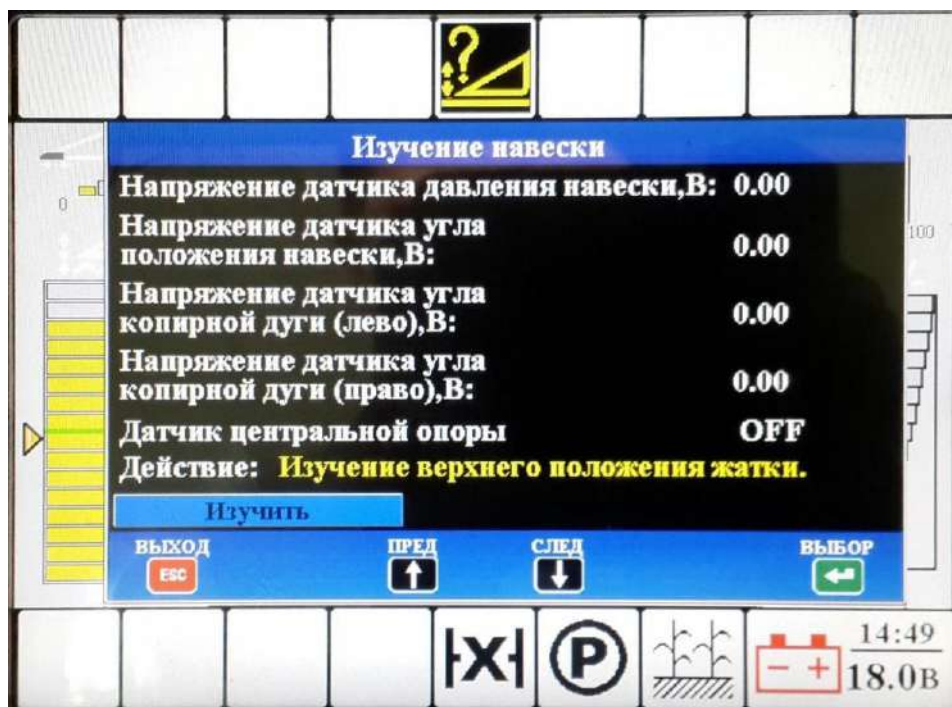 ?
Изучение навески
Напряжение датчика давления навески,В: 0.00
Напряжение датчика угла
положения навески,В: 0.00
Напряжение датчика угла
копирной дуги (лево),В: 0.00
Напряжение датчика угла
копирной дуги (право),В: 0.00
Датчик центральной опоры OFF
Действие: Изучение верхнего положения жатки.
Изучить
ВЫХОД ПРЕД СЛЕД ВЫБОР
ESC
0
100
X
P
14:49
18.0В